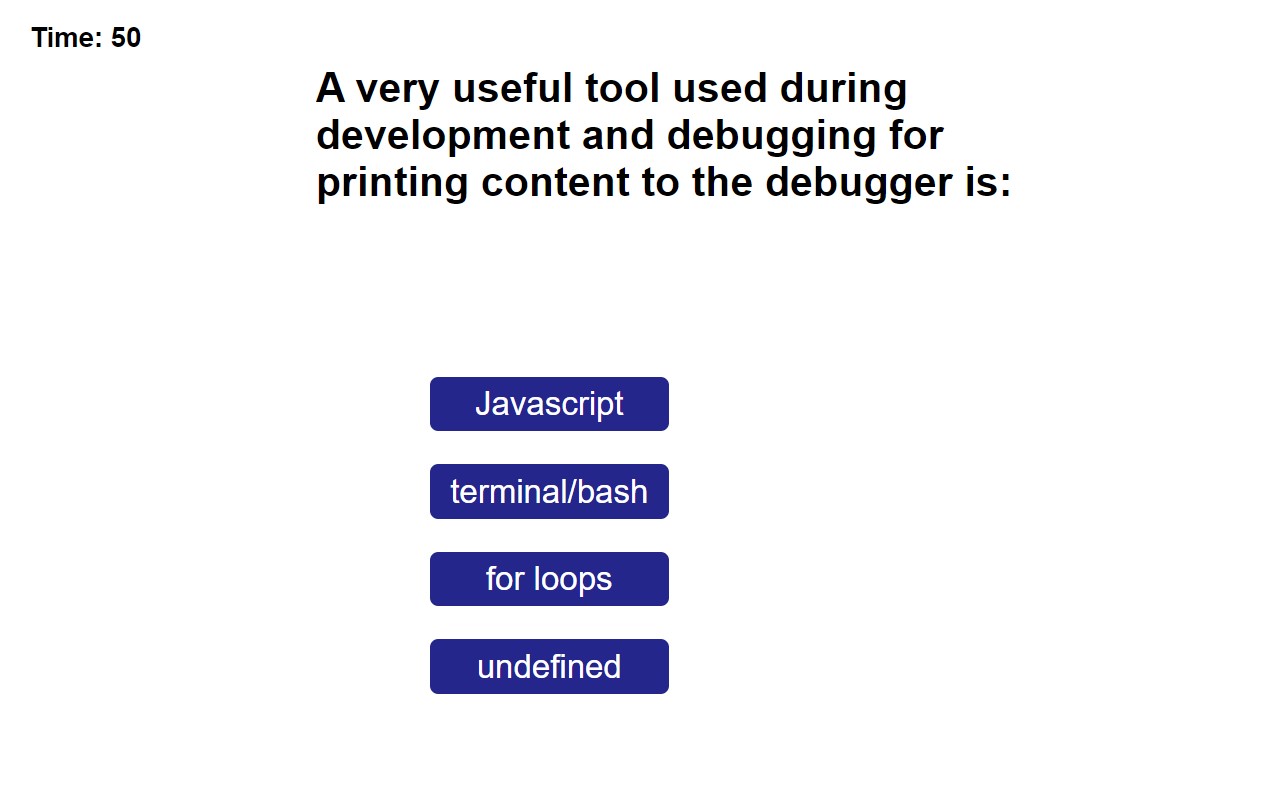 Time: 50
A very useful tool used during
development and debugging for
printing content to the debugger is:
Javascript
terminal/bash
for loops
undefined